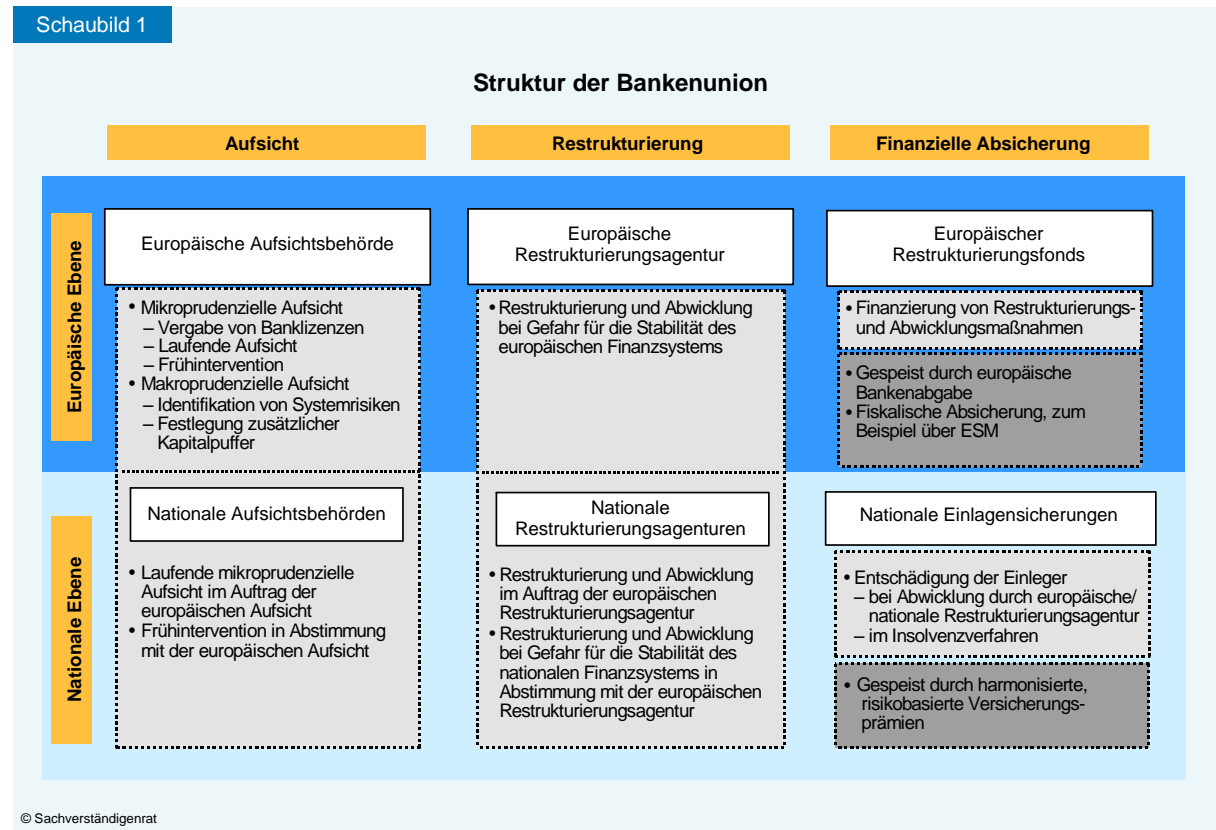 Schaubild 1
Struktur der Bankenunion
Aufsicht
Restrukturierung
Finanzielle Absicherung
Europäische Ebene
Europäische Aufsichtsbehörde
• Mikroprudenzielle Aufsicht
– Vergabe von Banklizenzen
– Laufende Aufsicht
– Frühintervention
• Makroprudenzielle Aufsicht
– Identifikation von Systemrisiken
– Festlegung zusätzlicher
Kapitalpuffer
Europäische
Restrukturierungsagentur
• Restrukturierung und Abwicklung
bei Gefahr für die Stabilität des
europäischen Finanzsystems
Europäischer
Restrukturierungsfonds
• Finanzierung von Restrukturierungs-
und Abwicklungsmaßnahmen
• Gespeist durch europäische
Bankenabgabe
• Fiskalische Absicherung, zum
Beispiel über ESM
Nationale Ebene
Nationale Aufsichtsbehörden
• Laufende mikroprudenzielle
Aufsicht im Auftrag der
europäischen Aufsicht
• Frühintervention in Abstimmung
mit der europäischen Aufsicht
Nationale
Restrukturierungsagenturen
• Restrukturierung und Abwicklung
im Auftrag der europäischen
Restrukturierungsagentur
• Restrukturierung und Abwicklung
bei Gefahr für die Stabilität des
nationalen Finanzsystems in
Abstimmung mit der europäischen
Restrukturierungsagentur
Nationale Einlagensicherungen
• Entschädigung der Einleger
– bei Abwicklung durch europäische/
nationale Restrukturierungsagentur
– im Insolvenzverfahren
• Gespeist durch harmonisierte,
risikobasierte Versicherungs-
prämien
© Sachverständigenrat